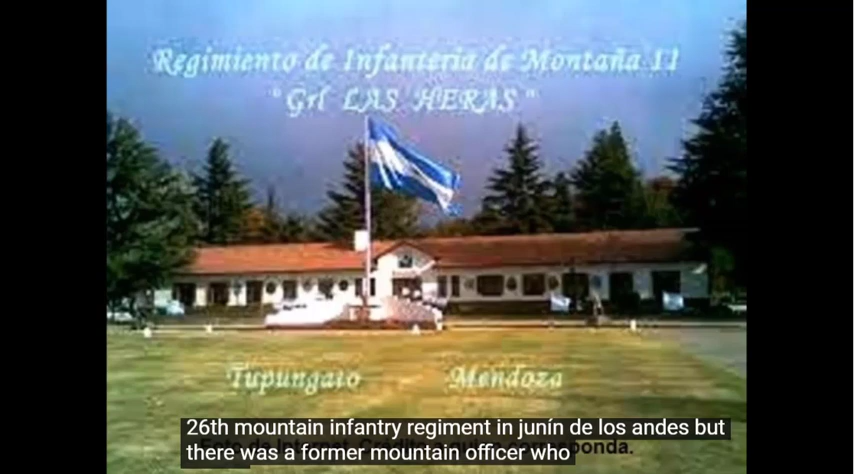 Regimiento de Infanteria de Montaña 11
"Grl LAS HERAS"
Tupungato Mendoza
26th mountain infantry regiment in junín de los andes but
there was a former mountain officer who